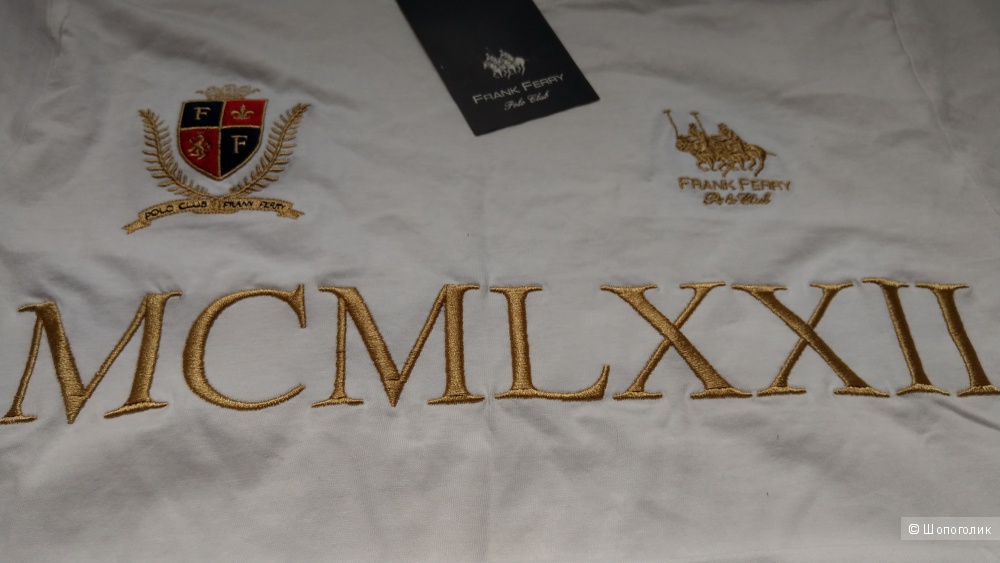 FRANK FERRY
Polo Club
F
F
POLO CLUB FRANK FERRY
FRANK FERRY
Polo Club
MCMLXXII
© Шопоголик